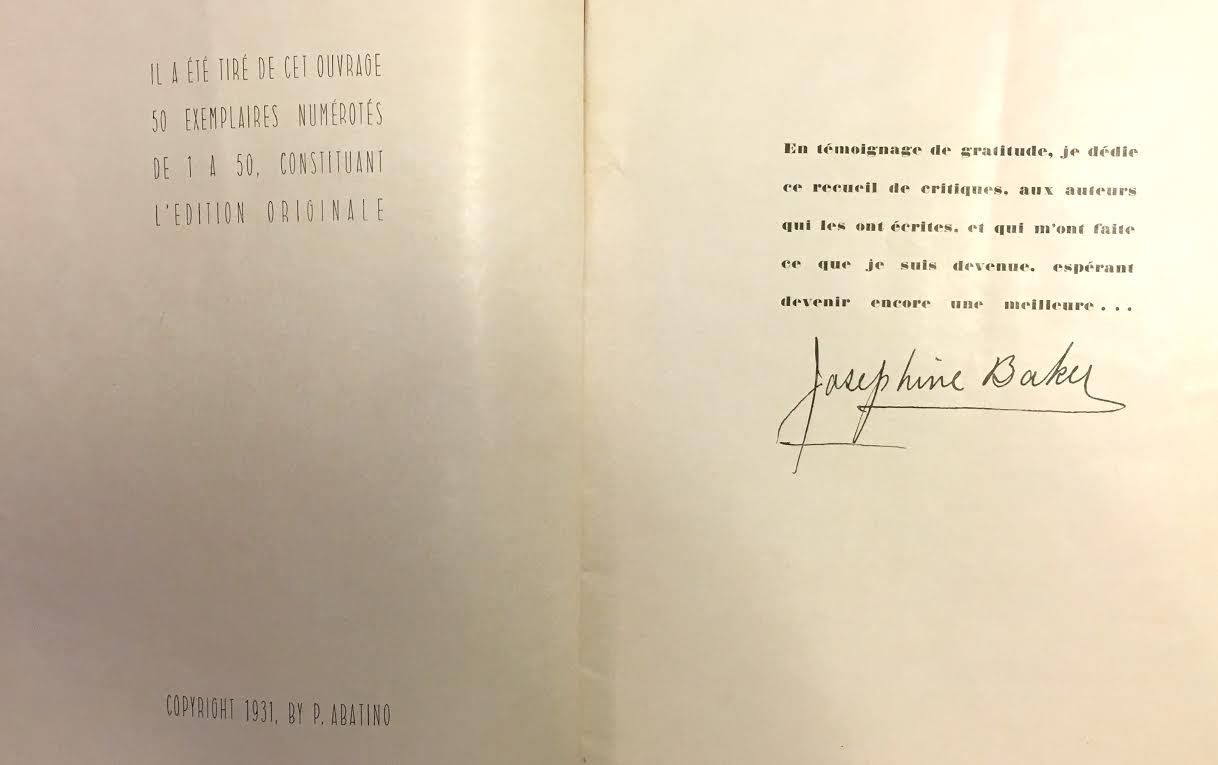 IL A ÉTÉ TIRÉ DE CET OUVRAGE
50 EXEMPLAIRES NUMÉROTÉS
DE 1 A 50, CONSTITUANT
L'EDITION ORIGINALE
COPYRIGHT 1931, BY P. ABATINO
En témoignage de gratitude, je dédie
ce recueil de critiques, aux auteurs
qui les ont écrites, et qui m'ont faite
ce que je suis devenue, espérant
devenir encore une meilleure...
Josephine Baker